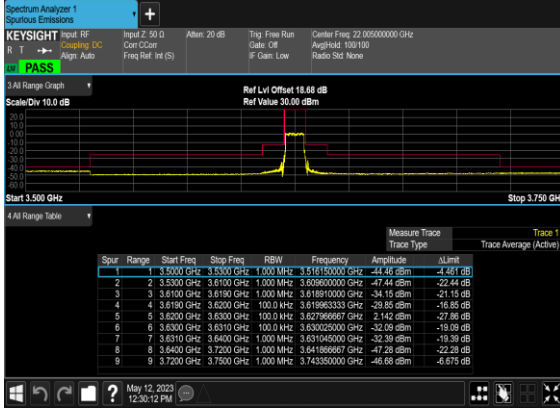 Spectrum Analyzer 1
Spurious Emissions
+
KEYSIGHT Input: RF Input Z: 50 Ω Atten: 20 dB Trig: Free Run Center Freq: 22.005000000 GHz
R T Coupling: DC Corr CCorr Gate: Off Avg|Hold: 100/100
Align: Auto Freq Ref: Int (S) IF Gain: Low Radio Std: None
PASS
3 All Range Graph
Ref Lvl Offset 18.68 dB
Scale/Div 10.0 dB Ref Value 30.00 dBm
20.0
10.0
0.00
-10.0
-20.0
-30.0
-40.0
-50.0
-60.0
Start 3.500 GHz Stop 3.750 GH
4 All Range Table
Measure Trace Trace 1
Trace Type Trace Average (Active)
Spur Range Start Freq Stop Freq RBW Frequency Amplitude ΔLimit
1 1 3.5000 GHz 3.5300 GHz 1.000 MHz 3.516150000 GHz -44.46 dBm -4.461 dB
2 2 3.5300 GHz 3.6100 GHz 1.000 MHz 3.609600000 GHz -47.44 dBm -22.44 dB
3 3 3.6100 GHz 3.6190 GHz 1.000 MHz 3.618910000 GHz -34.15 dBm -21.15 dB
4 4 3.6190 GHz 3.6200 GHz 100.0 kHz 3.619963333 GHz -29.85 dBm -16.85 dB
5 5 3.6200 GHz 3.6300 GHz 100.0 kHz 3.627966667 GHz 2.142 dBm -27.86 dB
6 6 3.6300 GHz 3.6310 GHz 100.0 kHz 3.630025000 GHz -32.09 dBm -19.09 dB
7 7 3.6310 GHz 3.6400 GHz 1.000 MHz 3.631045000 GHz -32.39 dBm -19.39 dB
8 8 3.6400 GHz 3.7200 GHz 1.000 MHz 3.641866667 GHz -47.28 dBm -22.28 dB
9 9 3.7200 GHz 3.7500 GHz 1.000 MHz 3.743350000 GHz -46.68 dBm -6.675 dB
? May 12, 2023
12:30:12 PM